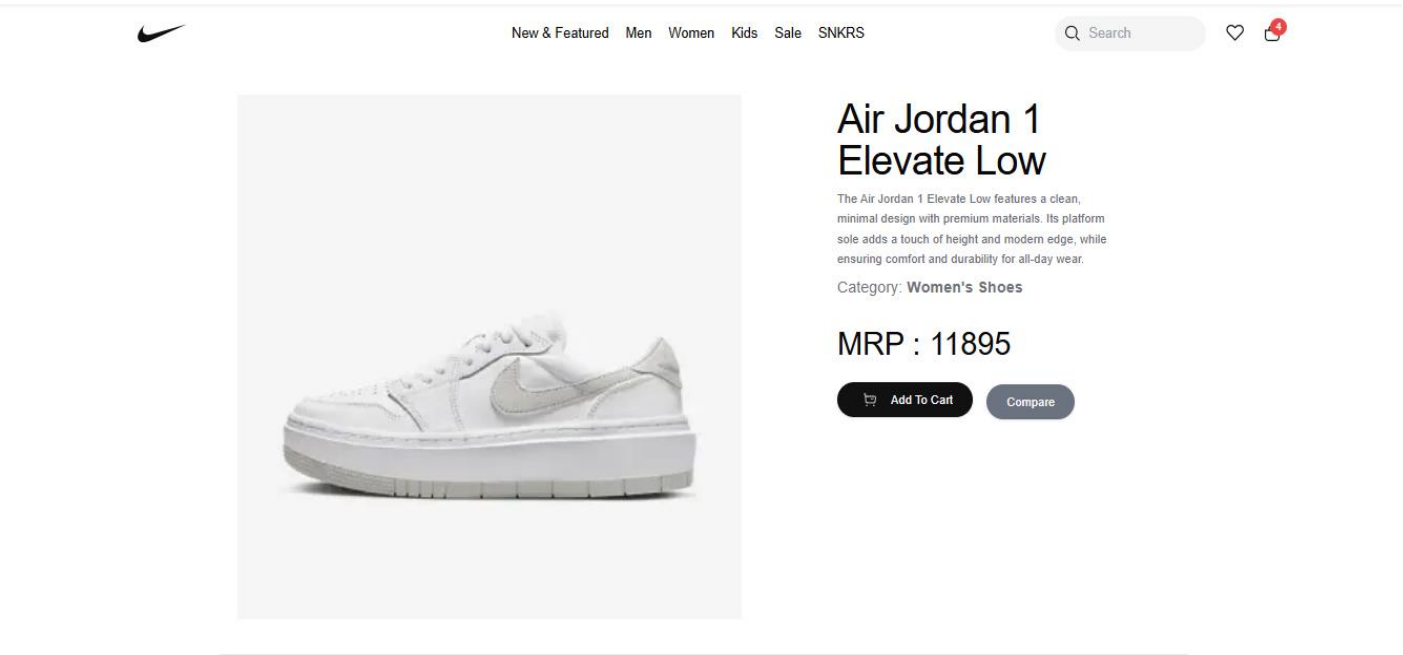 New & Featured Men Women Kids Sale SNKRS
Search
4
Air Jordan 1
Elevate Low
The Air Jordan 1 Elevate Low features a clean,
minimal design with premium materials. Its platform
sole adds a touch of height and modern edge, while
ensuring comfort and durability for all-day wear.
Category: Women's Shoes
MRP : 11895
Add To Cart
Compare